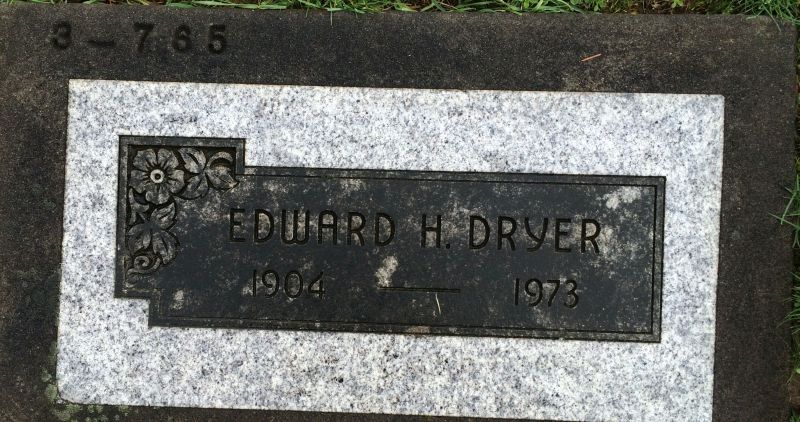 3-765
EDWARD H. DRYER
1904 — 1973